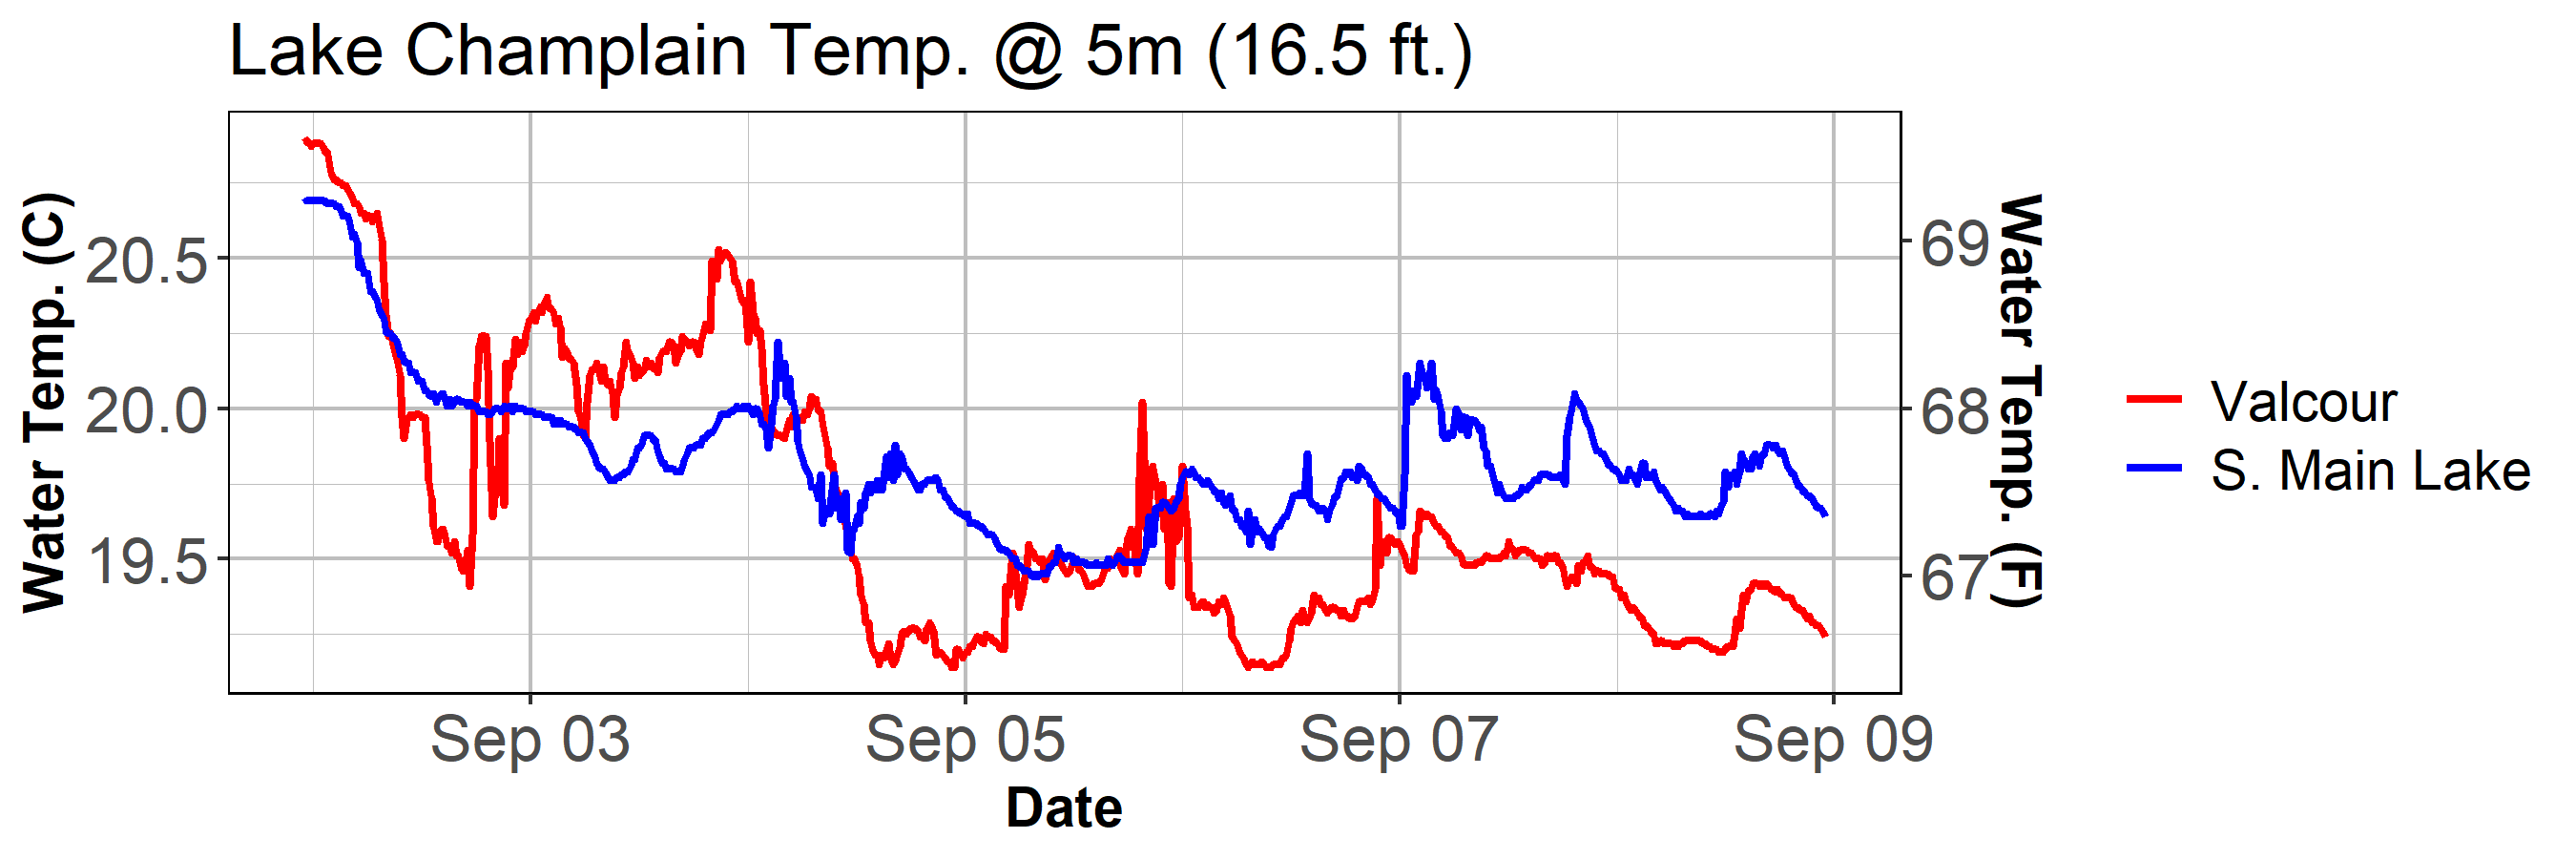 Lake Champlain Temp. @ 5m (16.5 ft.)
Water Temp. (C)
20.5
20.0
19.5
69
68
67
Water Temp. (F)
Sep 03
Sep 05
Sep 07
Sep 09
Date
Valcour
S. Main Lake